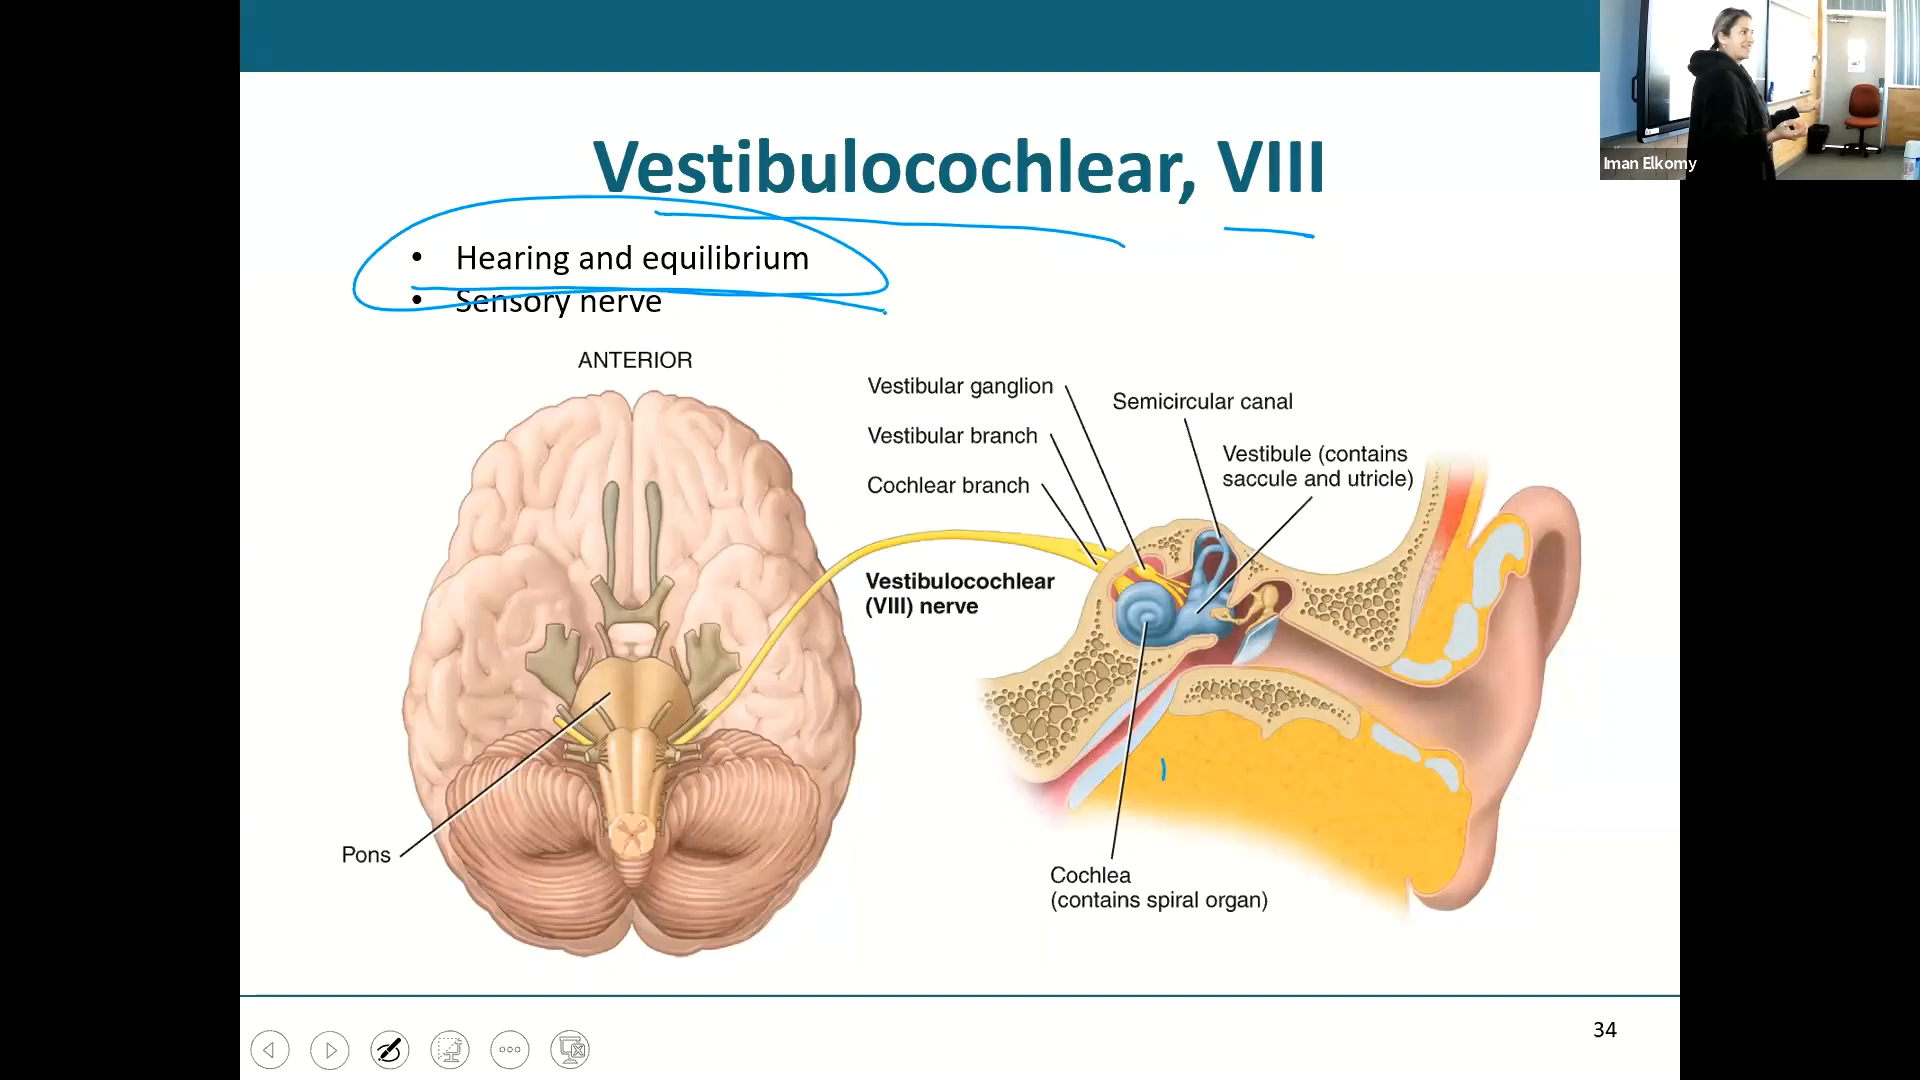 Iman Elkomy
Vestibulocochlear, VIII
• Hearing and equilibrium
• Sensory nerve
ANTERIOR
Vestibular ganglion
Semicircular canal
Vestibular branch
Vestibule (contains
saccule and utricle)
Cochlear branch
Vestibulocochlear
(VIII) nerve
Pons
Cochlea
(contains spiral organ)
34